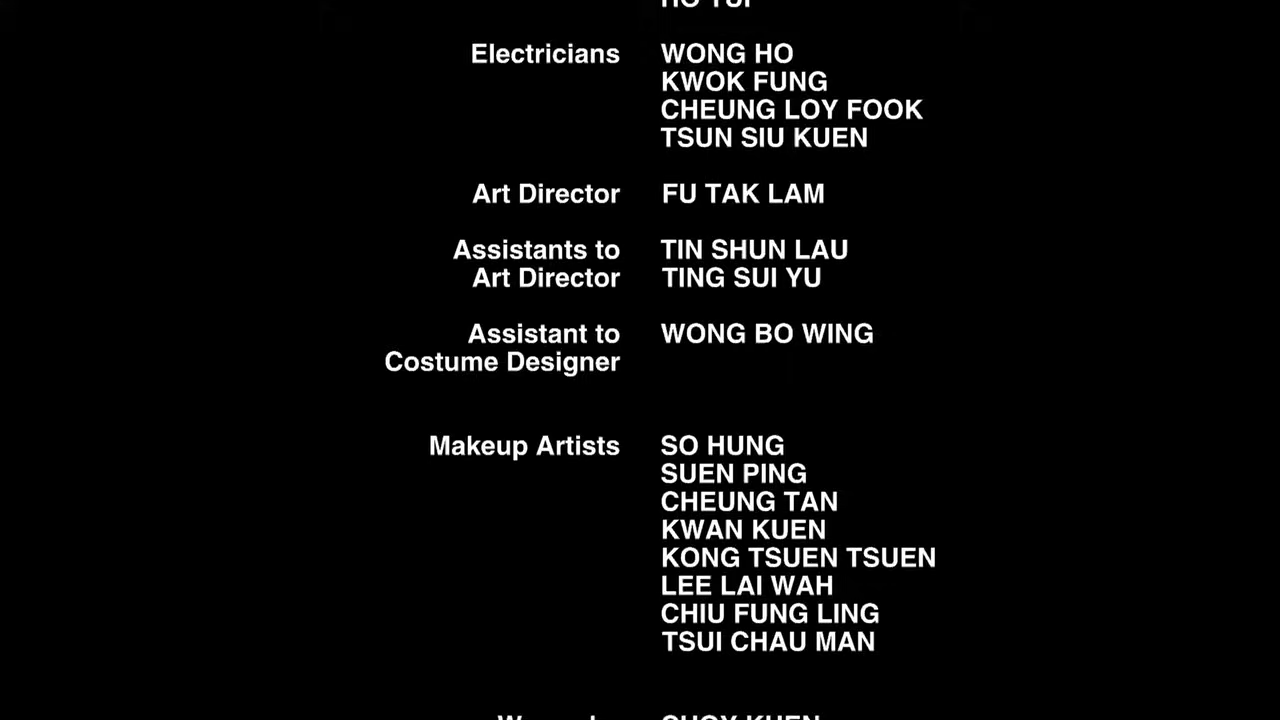 Electricians WONG HO
KWOK FUNG
CHEUNG LOY FOOK
TSUN SIU KUEN
Art Director FU TAK LAM
Assistants to TIN SHUN LAU
Art Director TING SUI YU
Assistant to WONG BO WING
Costume Designer
Makeup Artists SO HUNG
SUEN PING
CHEUNG TAN
KWAN KUEN
KONG TSUEN TSUEN
LEE LAI WAH
CHIU FUNG LING
TSUI CHAU MAN